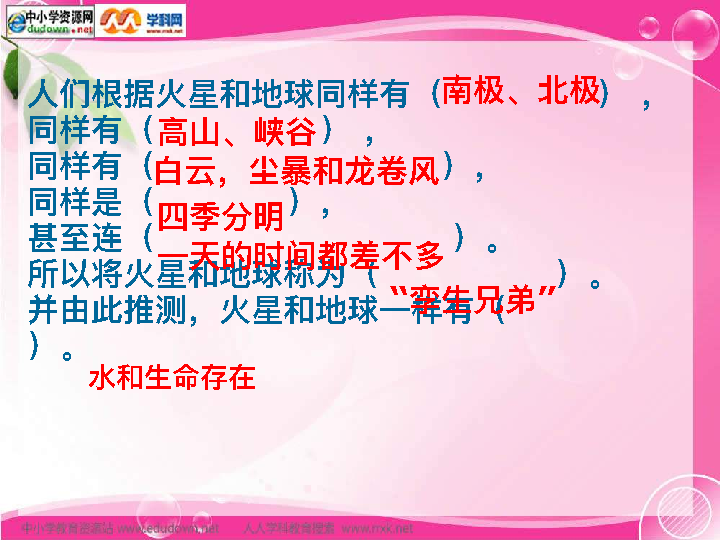 中小学资源网
dudown.net
学科网
人们根据火星和地球同样有（南极、北极），
同样有（高山、峡谷），
同样有（白云，尘暴和龙卷风），
同样是（四季分明），
甚至连（一天的时间都差不多）。
所以将火星和地球称为（“孪生兄弟”）。
并由此推测，火星和地球一样有（
）。
水和生命存在
中小学教育资源站 www.edudown.net 人人学科教育搜索 www.rrxk.net